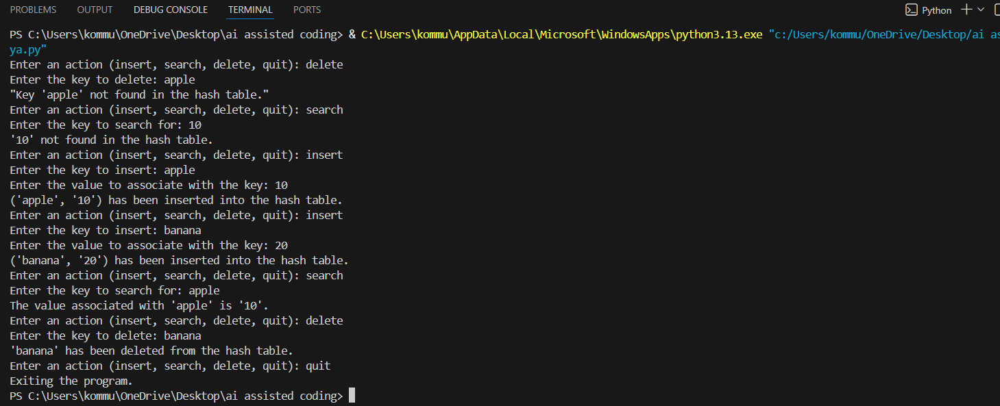 PROBLEMS OUTPUT DEBUG CONSOLE TERMINAL PORTS Python
PS C:\Users\kommu\OneDrive\Desktop\ai assisted coding> & C:\Users\kommu\AppData\Local\Microsoft\WindowsApps\python3.13.exe "c:/Users/kommu/OneDrive/Desktop/ai as
ya.py"
Enter an action (insert, search, delete, quit): delete
Enter the key to delete: apple
"Key 'apple' not found in the hash table."
Enter an action (insert, search, delete, quit): search
Enter the key to search for: 10
'10' not found in the hash table.
Enter an action (insert, search, delete, quit): insert
Enter the key to insert: apple
Enter the value to associate with the key: 10
('apple', '10') has been inserted into the hash table.
Enter an action (insert, search, delete, quit): insert
Enter the key to insert: banana
Enter the value to associate with the key: 20
('banana', '20') has been inserted into the hash table.
Enter an action (insert, search, delete, quit): search
Enter the key to search for: apple
The value associated with 'apple' is '10'.
Enter an action (insert, search, delete, quit): delete
Enter the key to delete: banana
'banana' has been deleted from the hash table.
Enter an action (insert, search, delete, quit): quit
Exiting the program.
PS C:\Users\kommu\OneDrive\Desktop\ai assisted coding>